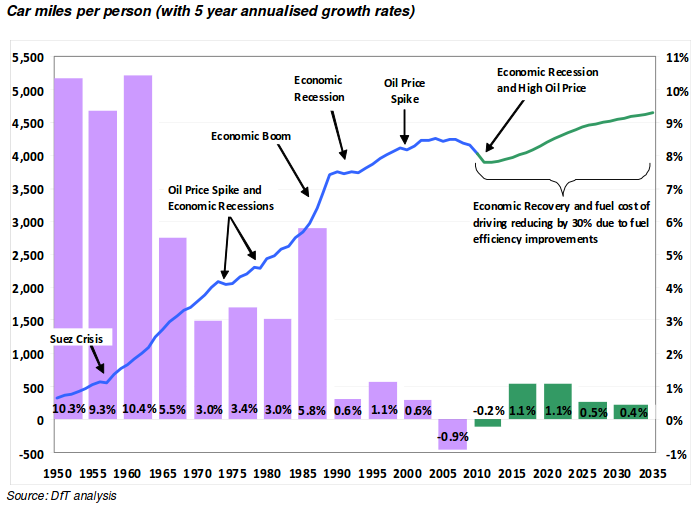 Car miles per person (with 5 year annualised growth rates)
5,500
5,000
4,500
4,000
3,500
3,000
2,500
2,000
1,500
1,000
500
0
-500
11%
10%
9%
8%
7%
6%
5%
4%
3%
2%
1%
0%
-1%
Suez Crisis
Oil Price Spike and
Economic Recessions
Economic Boom
Economic
Recession
Oil Price
Spike
Economic Recession
and High Oil Price
Economic Recovery and fuel cost of
driving reducing by 30% due to fuel
efficiency improvements
10.3% 9.3% 10.4% 5.5% 3.0% 3.4% 3.0% 5.8% 0.6% 1.1% 0.6% -0.9% -0.2% 1.1% 1.1% 0.5% 0.4%
1950 1955 1960 1965 1970 1975 1980 1985 1990 1995 2000 2005 2010 2015 2020 2025 2030 2035
Source: DfT analysis